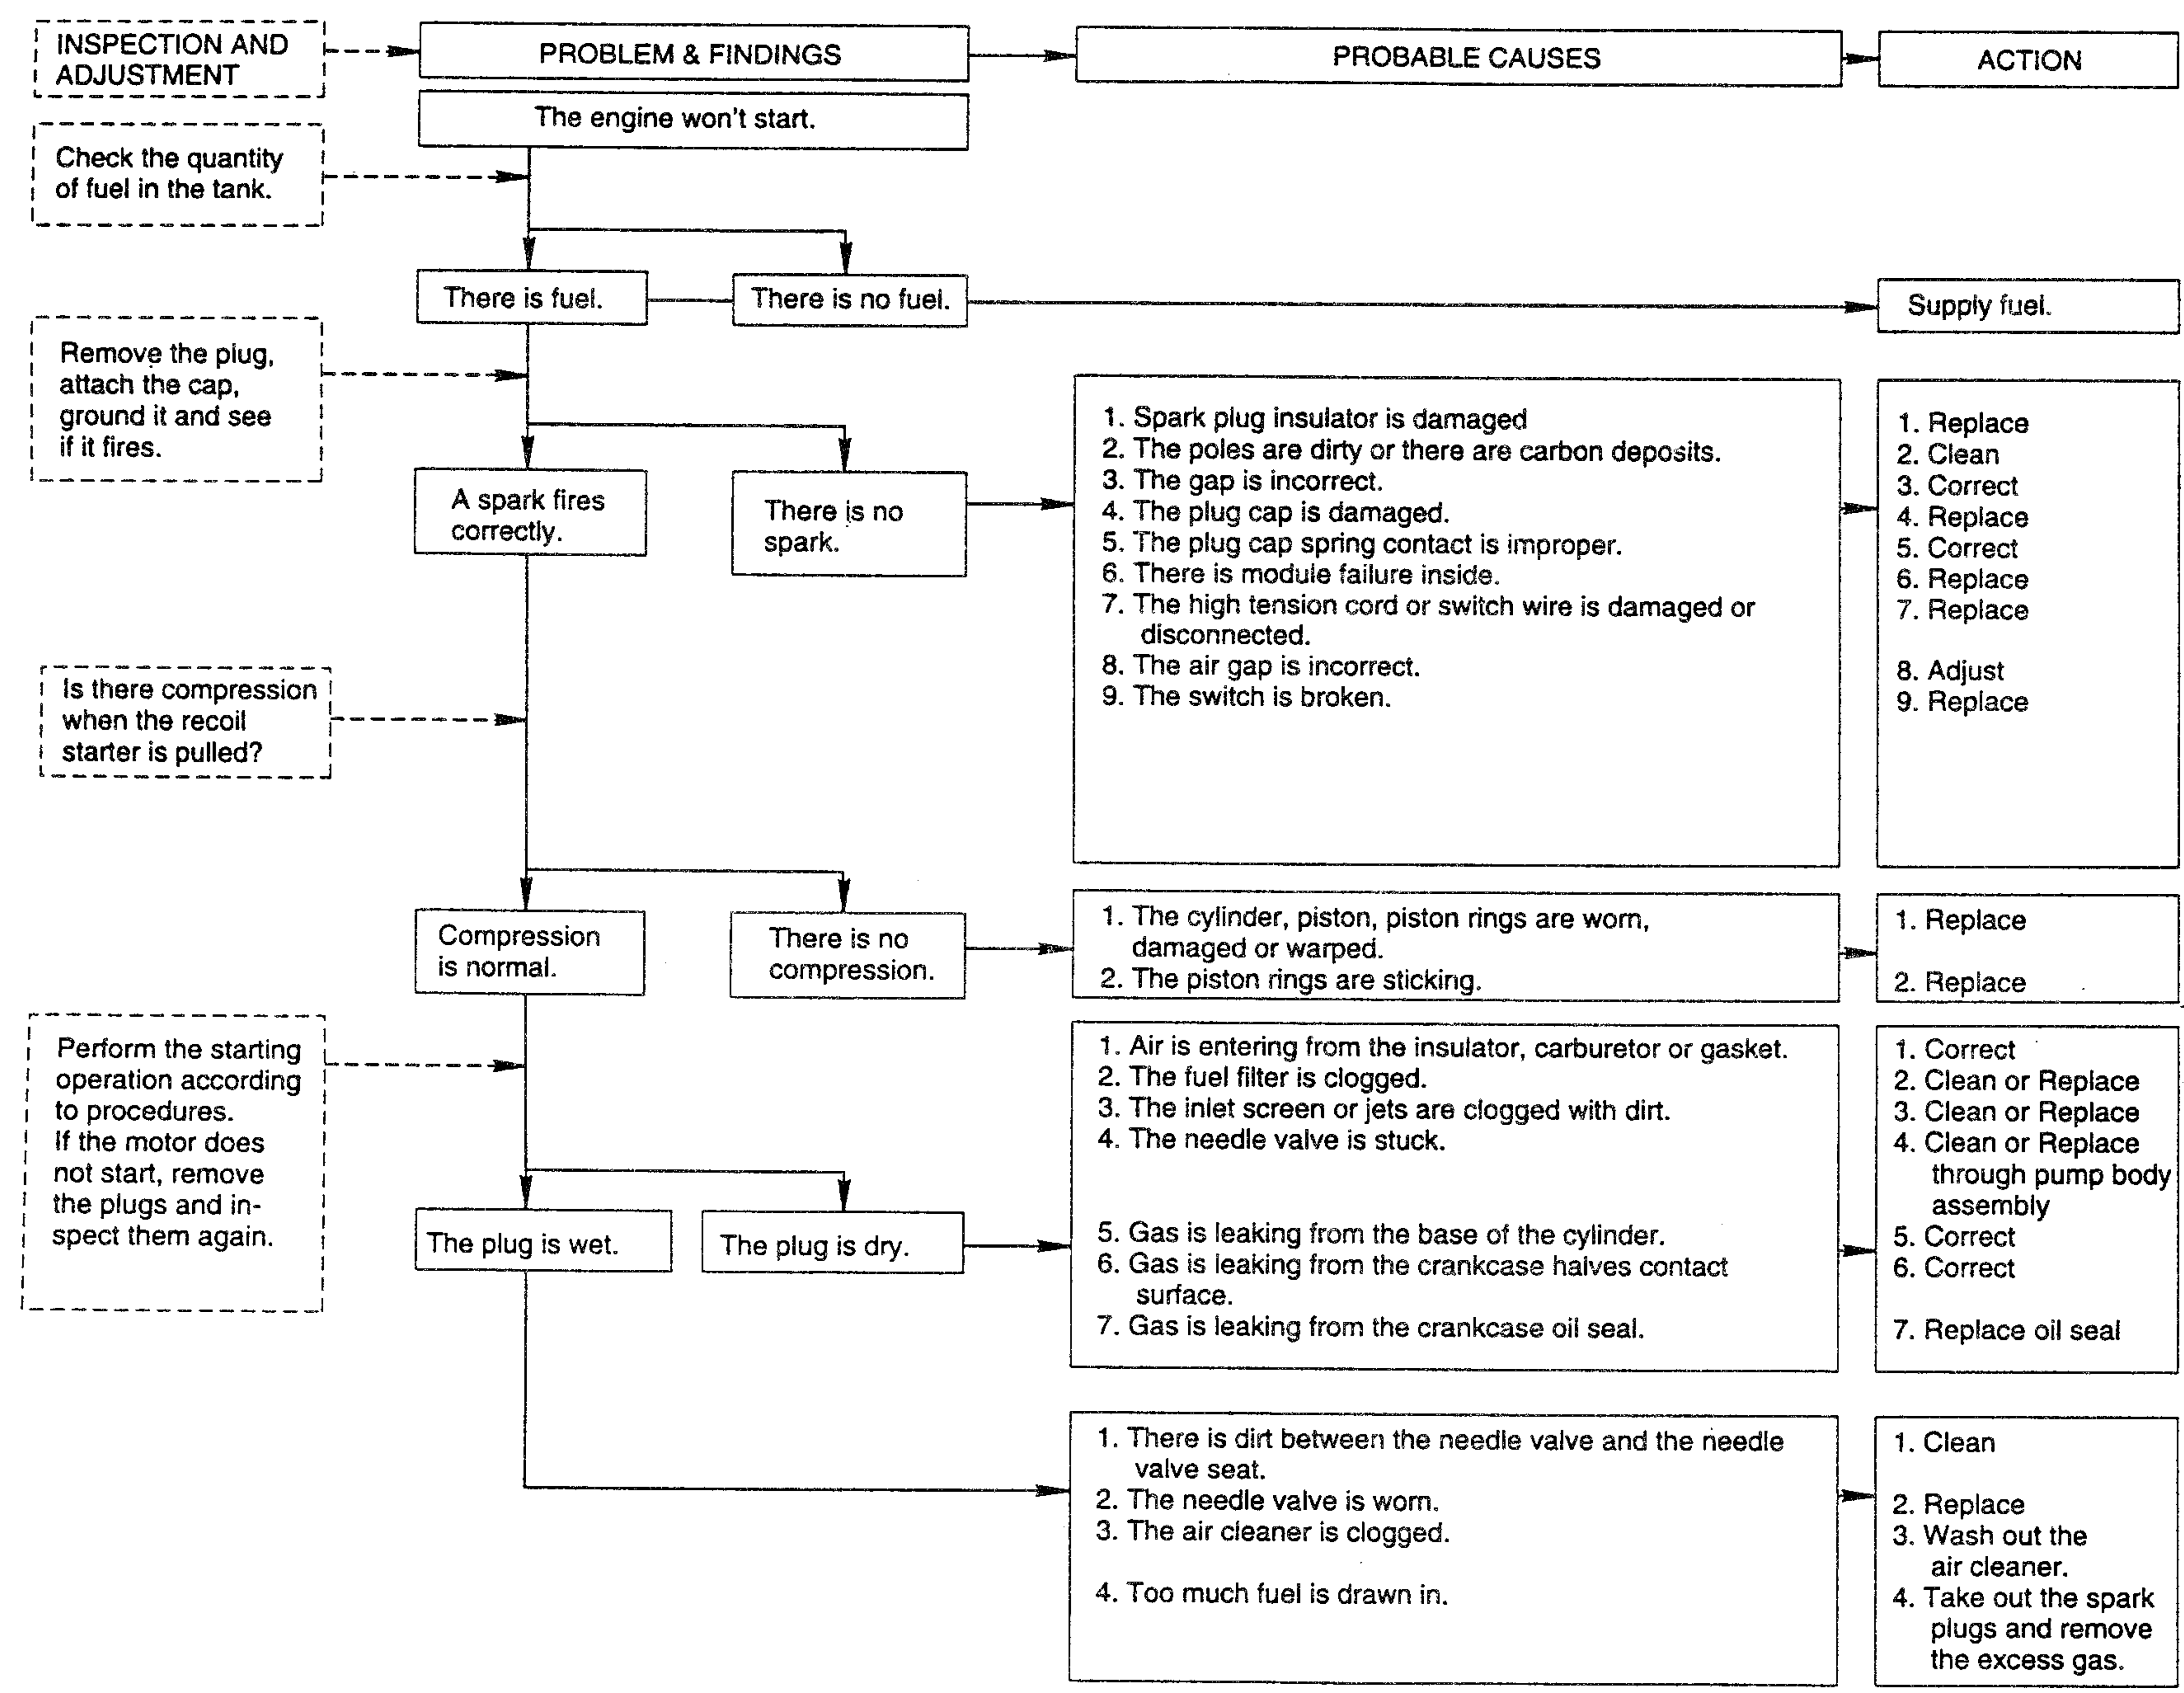 INSPECTION AND
ADJUSTMENT
PROBLEM & FINDINGS
PROBABLE CAUSES
ACTION
The engine won't start.
Check the quantity
of fuel in the tank.
There is fuel.
There is no fuel.
Supply fuel.
Remove the plug,
attach the cap,
ground it and see
if it fires.
A spark fires
correctly.
There is no
spark.
1. Spark plug insulator is damaged
2. The poles are dirty or there are carbon deposits.
3. The gap is incorrect.
4. The plug cap is damaged.
5. The plug cap spring contact is improper.
6. There is module failure inside.
7. The high tension cord or switch wire is damaged or
disconnected.
8. The air gap is incorrect.
9. The switch is broken.
1. Replace
2. Clean
3. Correct
4. Replace
5. Correct
6. Replace
7. Replace
8. Adjust
9. Replace
Is there compression
when the recoil
starter is pulled?
Compression
is normal.
There is no
compression.
1. The cylinder, piston, piston rings are worn,
damaged or warped.
2. The piston rings are sticking.
1. Replace
2. Replace
Perform the starting
operation according
to procedures.
If the motor does
not start, remove
the plugs and in-
spect them again.
The plug is wet.
The plug is dry.
1. Air is entering from the insulator, carburetor or gasket.
2. The fuel filter is clogged.
3. The inlet screen or jets are clogged with dirt.
4. The needle valve is stuck.
5. Gas is leaking from the base of the cylinder.
6. Gas is leaking from the crankcase halves contact
surface.
7. Gas is leaking from the crankcase oil seal.
1. Correct
2. Clean or Replace
3. Clean or Replace
4. Clean or Replace
through pump body
assembly
5. Correct
6. Correct
7. Replace oil seal
1. There is dirt between the needle valve and the needle
valve seat.
2. The needle valve is worn.
3. The air cleaner is clogged.
4. Too much fuel is drawn in.
1. Clean
2. Replace
3. Wash out the
air cleaner.
4. Take out the spark
plugs and remove
the excess gas.